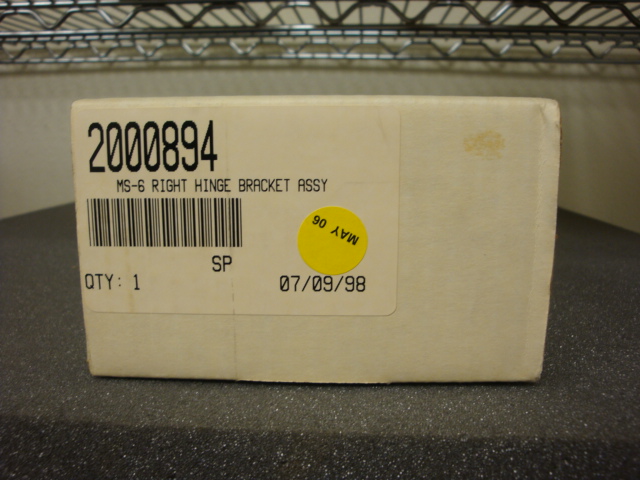 2000894
MS-6 RIGHT HINGE BRACKET ASSY
MAY 06
SP
QTY: 1
07/09/98